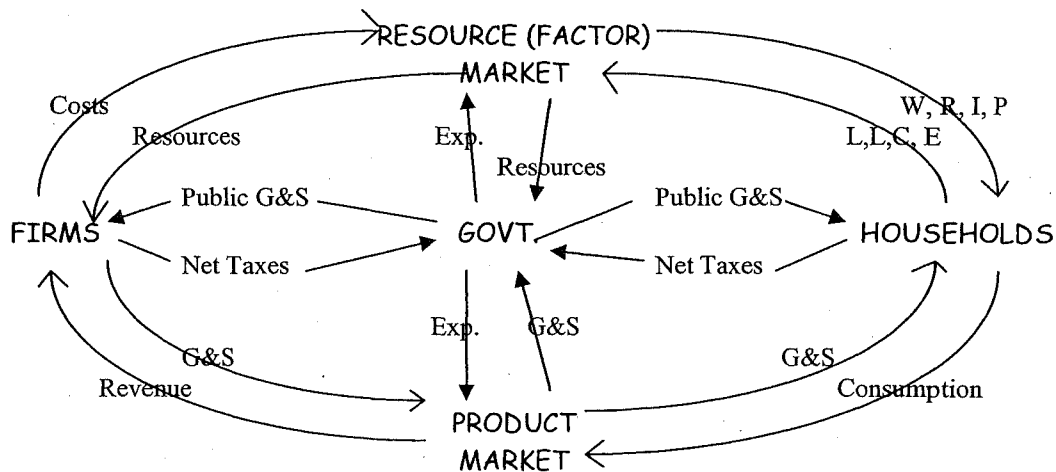 RESOURCE (FACTOR)
MARKET
Costs
W, R, I, P
Resources
Exp.
L,L,C, E
Resources
Public G&S
Public G&S
FIRMS
GOVT.
HOUSEHOLDS
Net Taxes
Net Taxes
Exp.
G&S
G&S
G&S
Revenue
Consumption
PRODUCT
MARKET